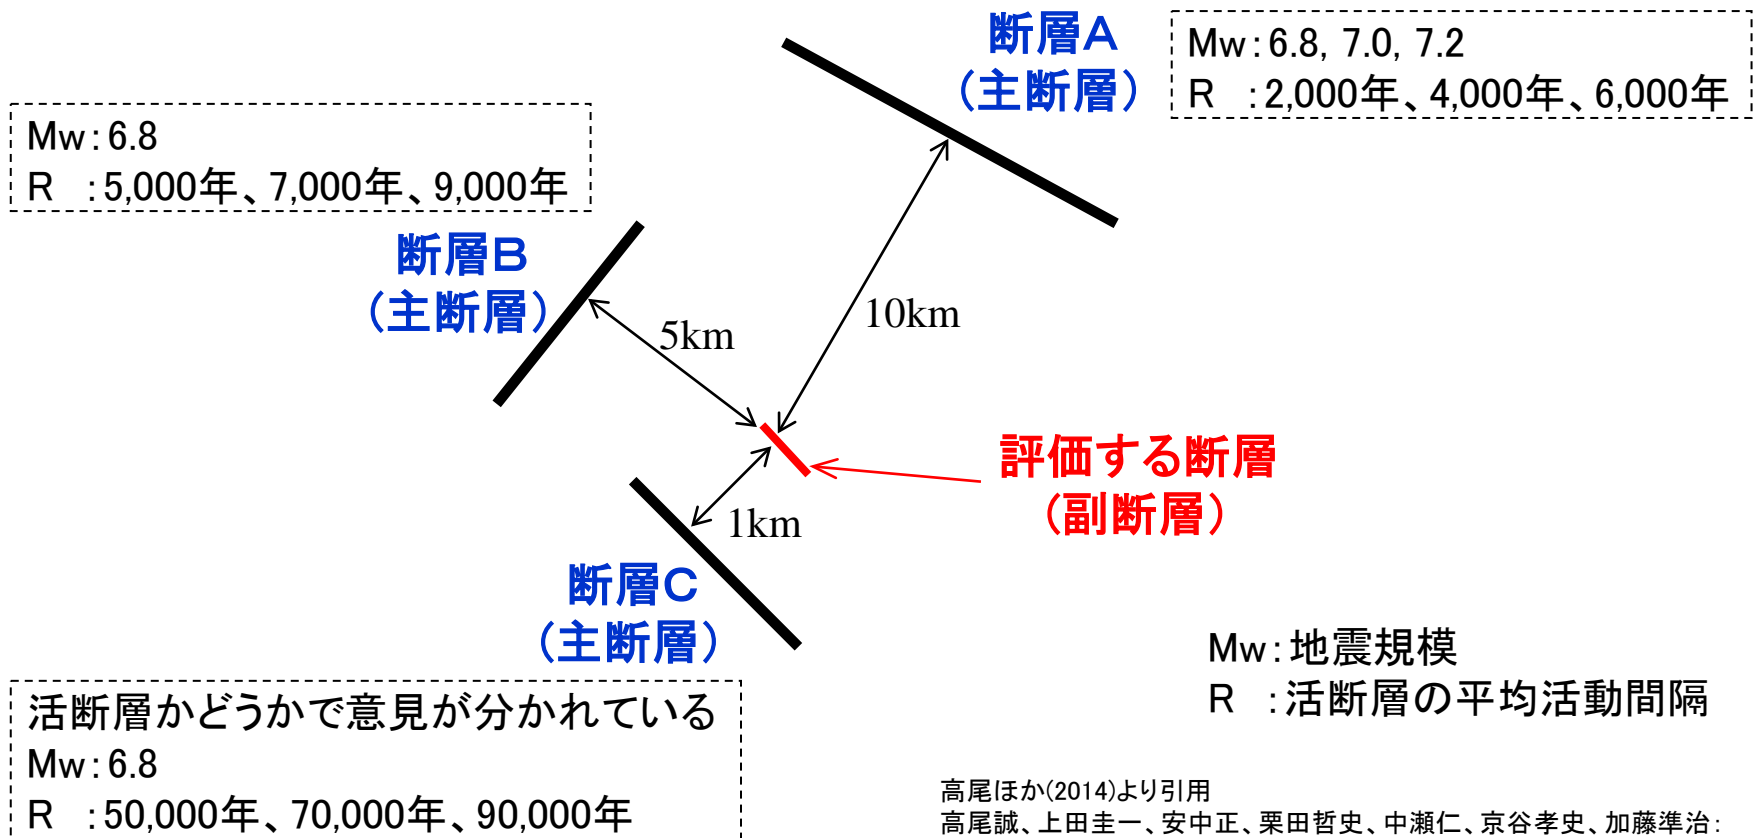 断層A
(主断層)
Mw:6.8, 7.0, 7.2
R :2,000年、4,000年、6,000年
Mw:6.8
R :5,000年、7,000年、9,000年
断層B
(主断層)
5km
10km
評価する断層
(副断層)
1km
断層C
(主断層)
Mw:地震規模
R :活断層の平均活動間隔
活断層かどうかで意見が分かれている
Mw:6.8
R :50,000年、70,000年、90,000年
高尾ほか(2014)より引用
高尾誠、上田圭一、安中正、栗田哲史、中瀬仁、京谷孝史、加藤準治: